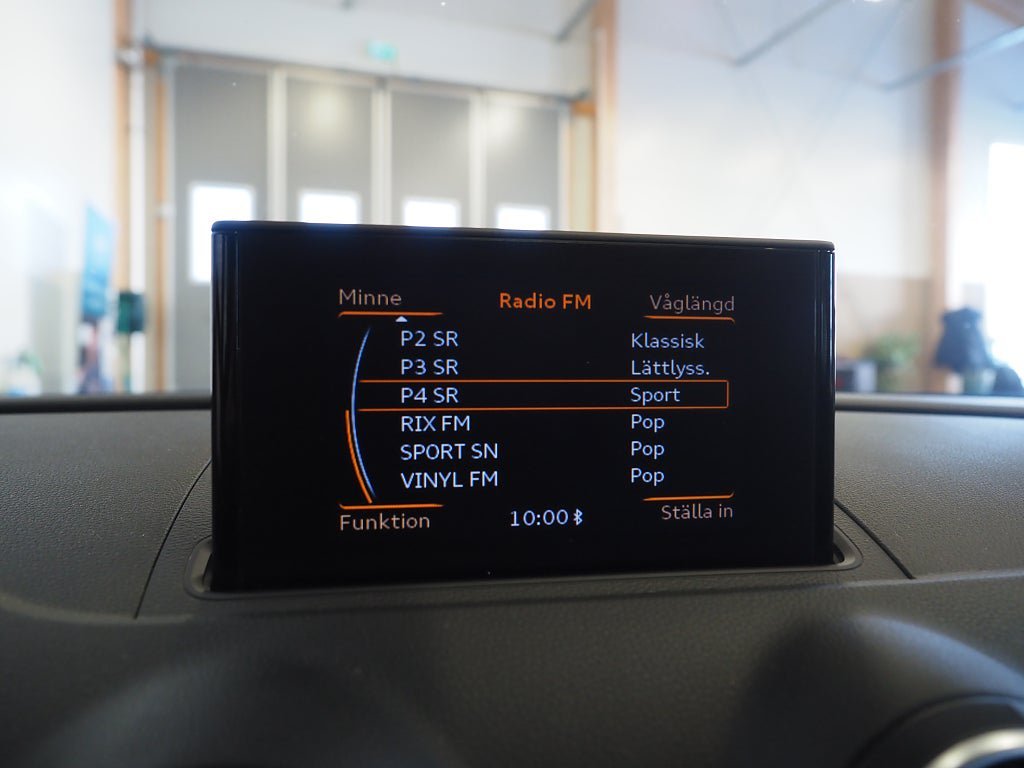 Minne Radio FM Våglängd
P2 SR Klassisk
P3 SR Lättlyss.
P4 SR Sport
RIX FM Pop
SPORT SN Pop
VINYL FM Pop
Funktion 10:00 Ställa in